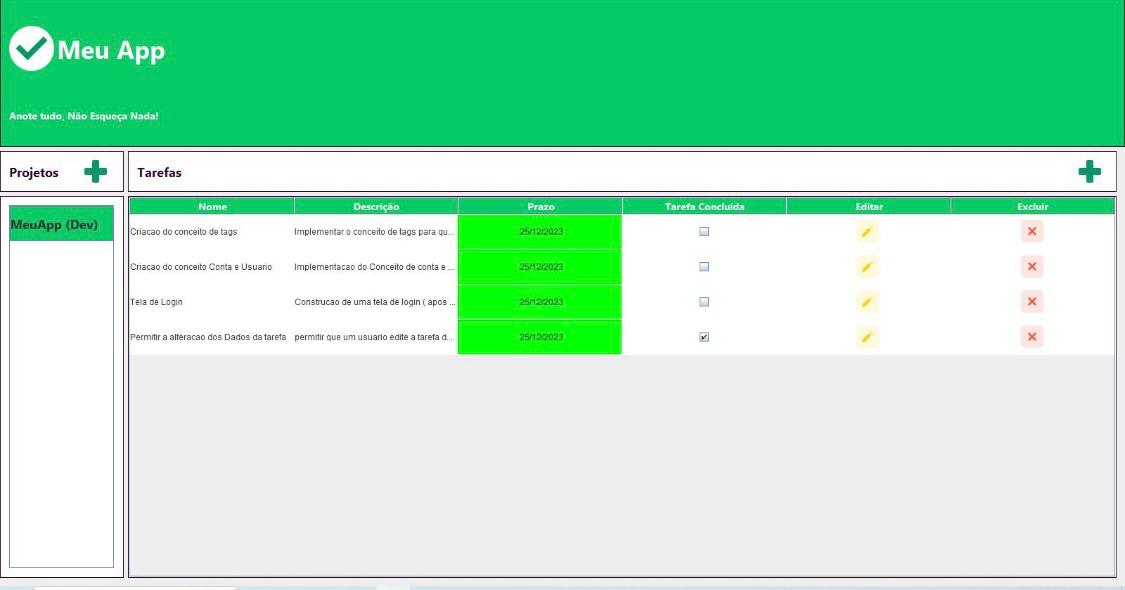 Meu App
Anote tudo, Não Esqueça Nada!
Projetos
Tarefas
MeuApp (Dev)
Nome Descrição Prazo Tarefa Concluída Editar Excluir
Criacao do conceito de tags Implementar o conceito de tags para qu... 25/12/2023
Criacao do conceito Conta e Usuario Implementacao do Conceito de conta e ... 25/12/2023
Tela de Login Construcao de uma tela de login ( apos ... 25/12/2023
Permitir a alteracao dos Dados da tarefa permitir que um usuario edite a tarefa d... 25/12/2023